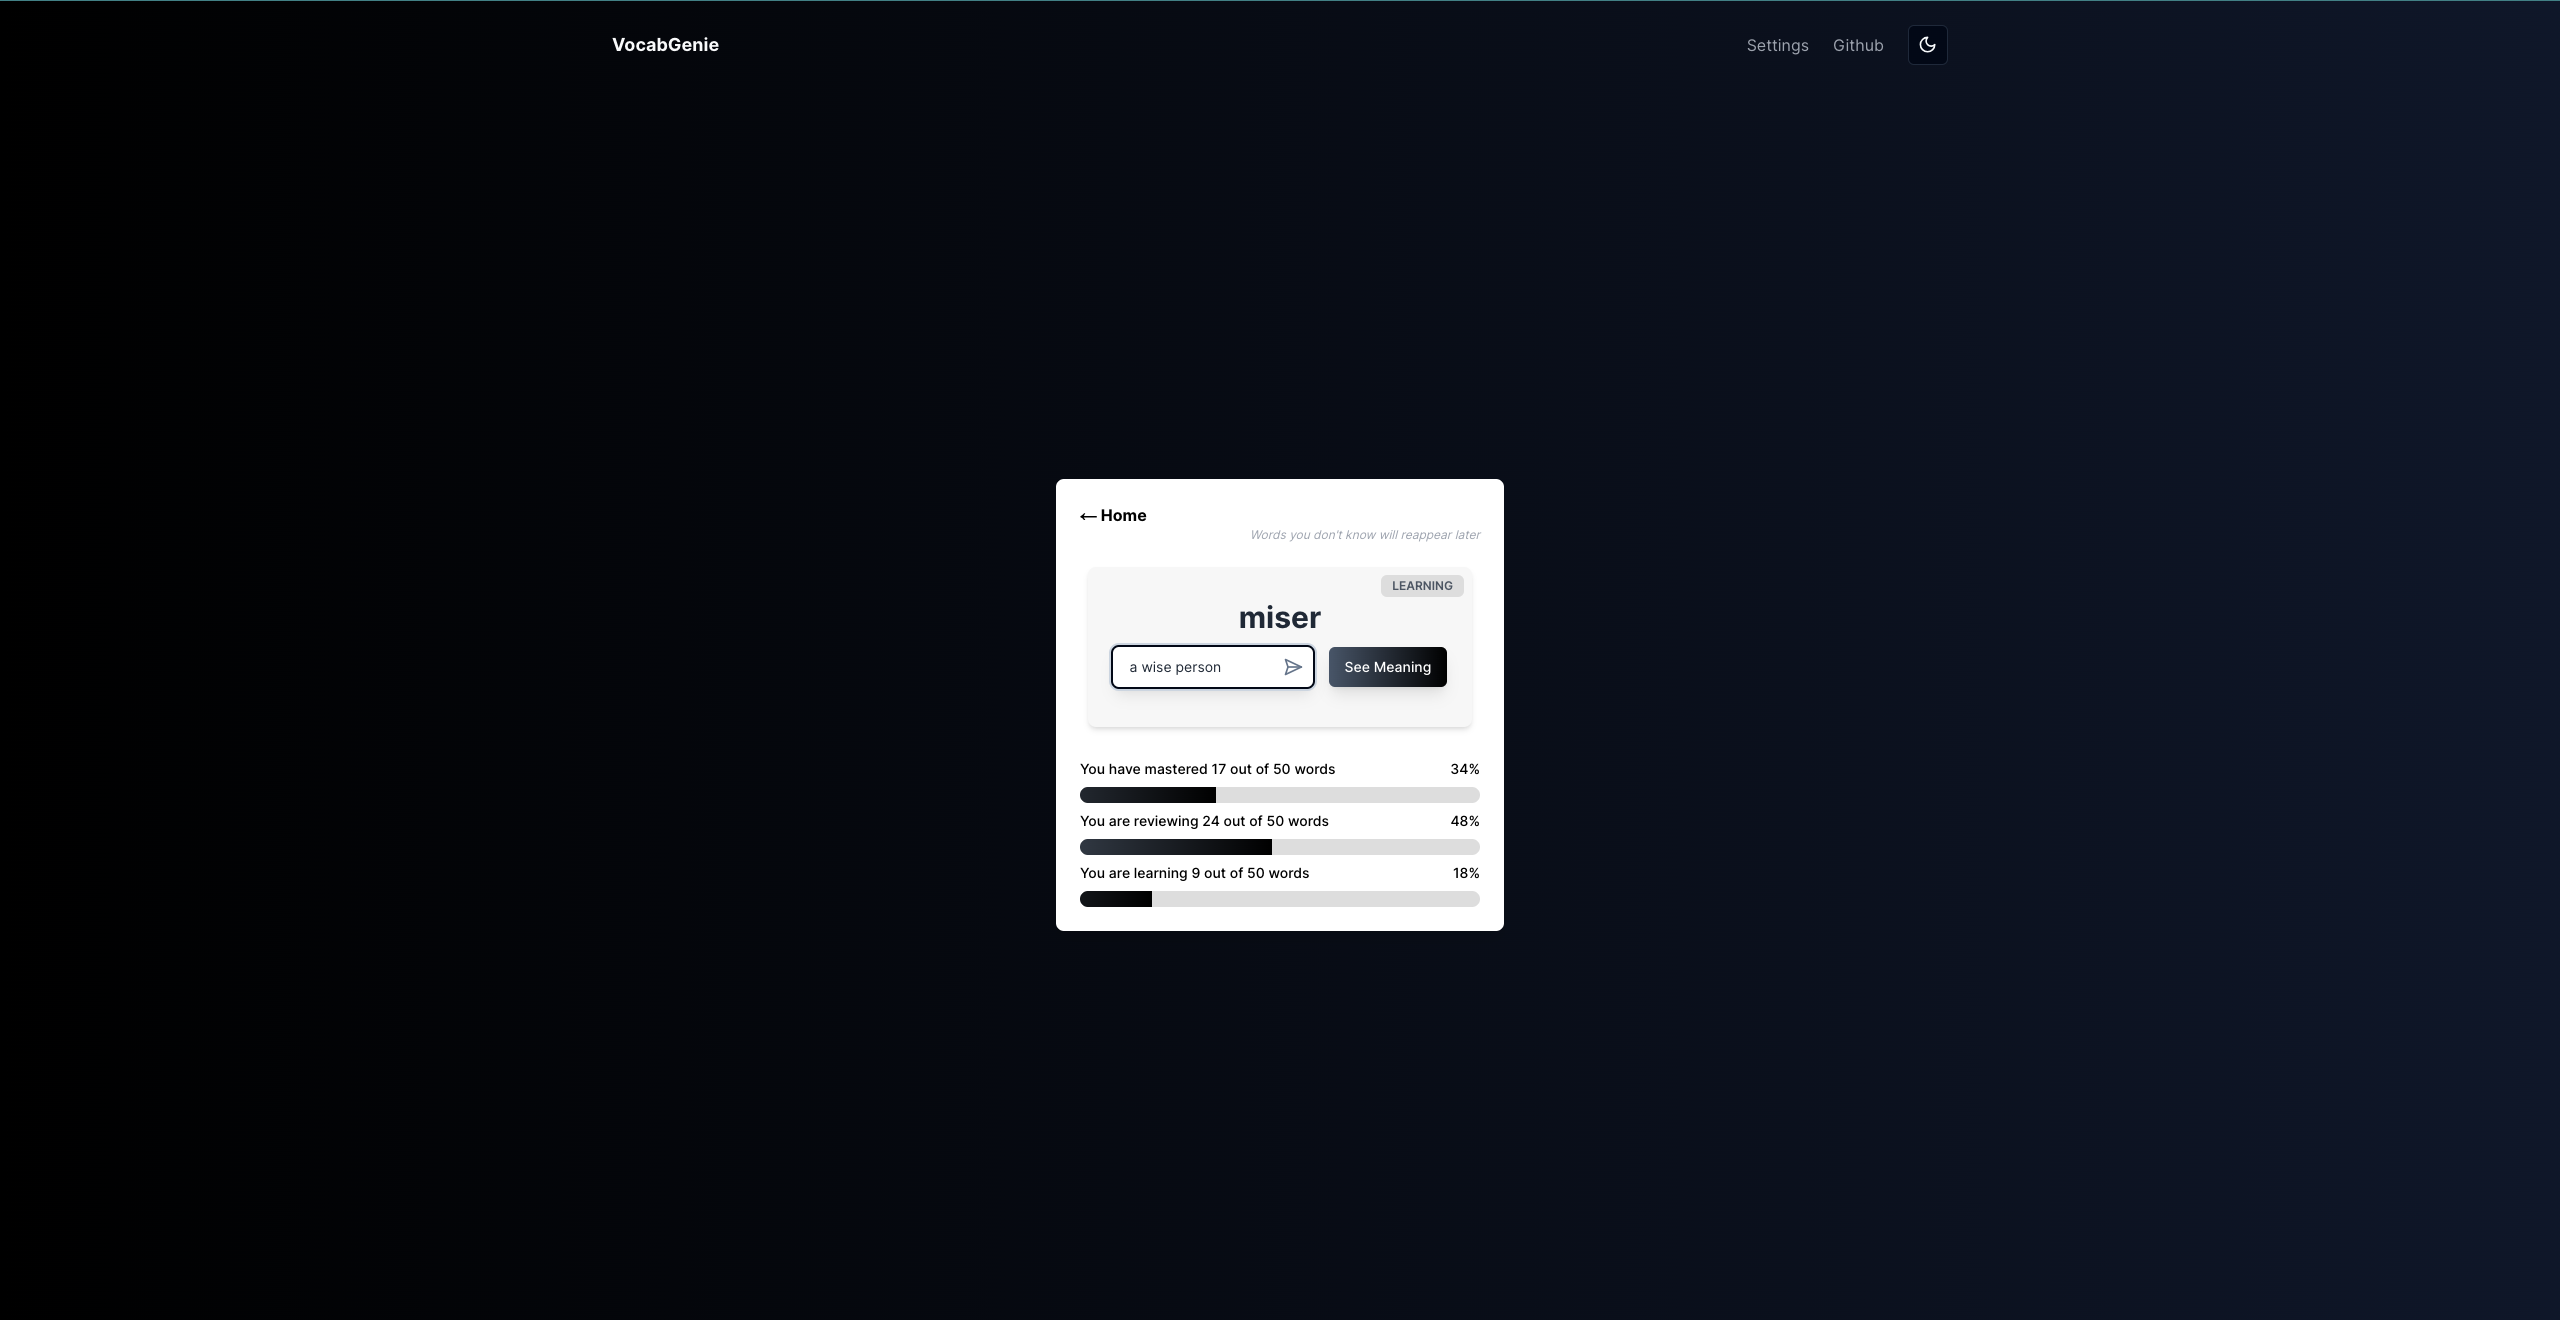 VocabGenie
Settings Github
← Home
Words you don't know will reappear later
LEARNING
miser
a wise person
See Meaning
You have mastered 17 out of 50 words 34%
You are reviewing 24 out of 50 words 48%
You are learning 9 out of 50 words 18%